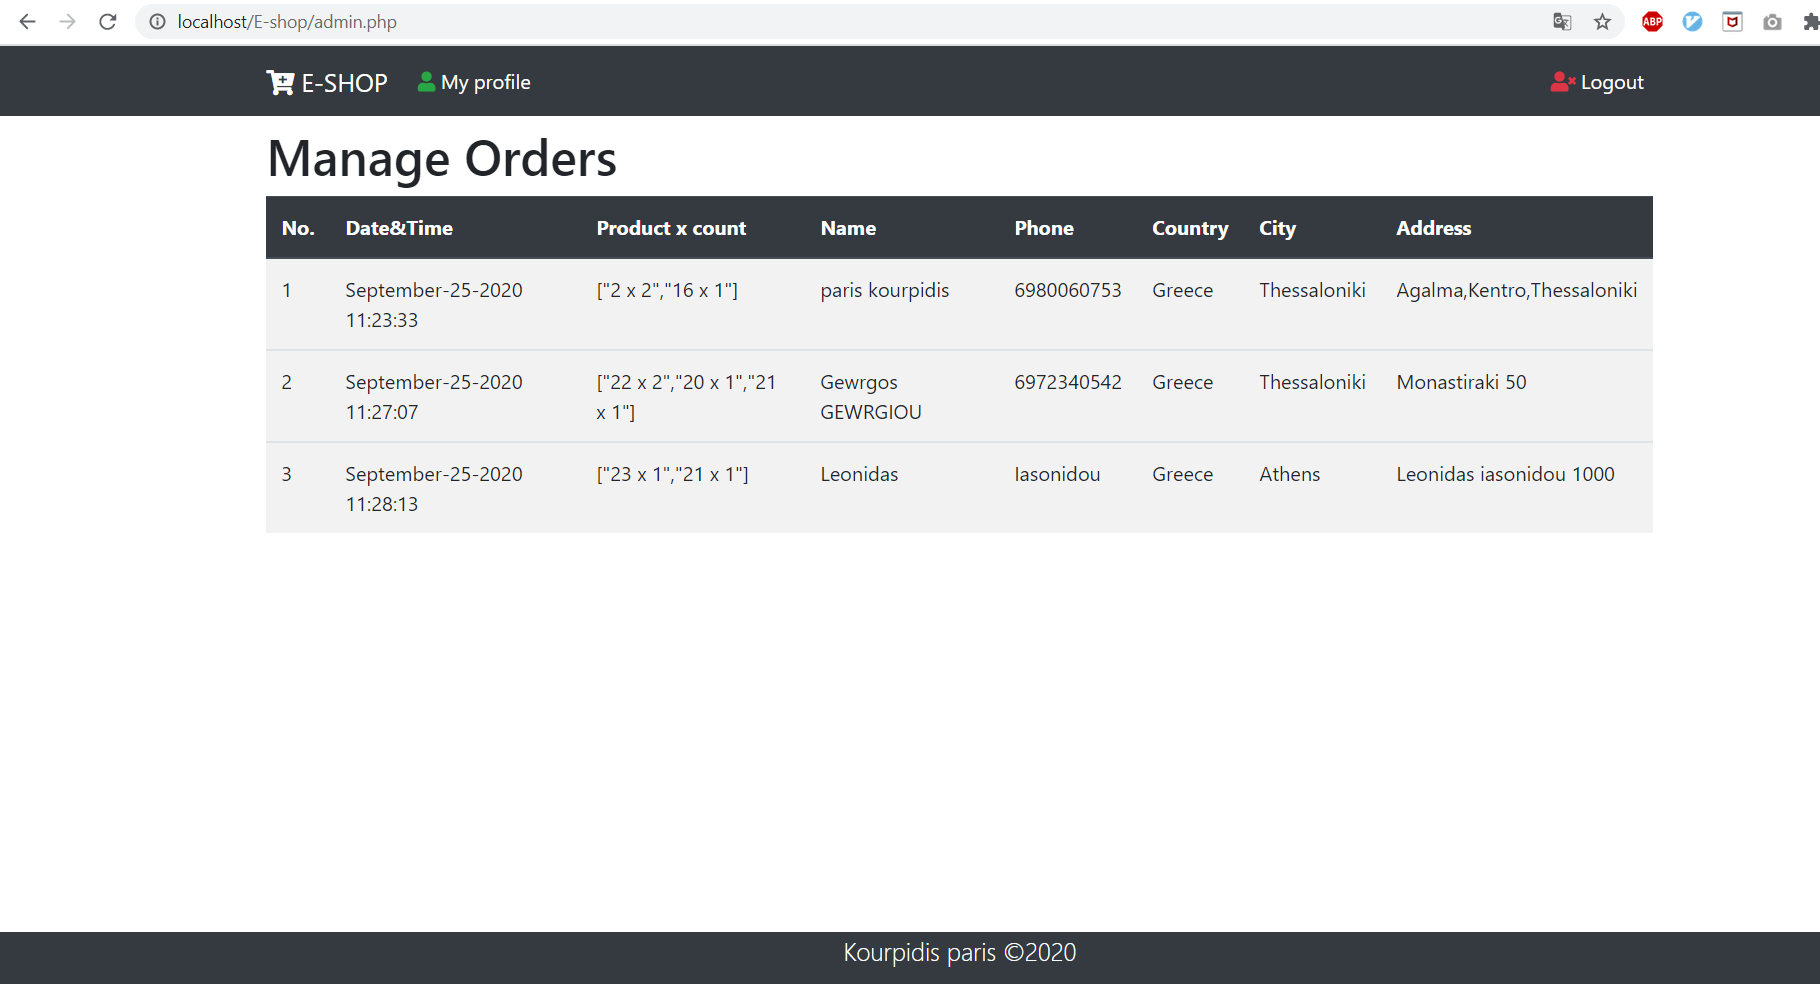 localhost/E-shop/admin.php
ABP
E-SHOP My profile Logout
Manage Orders
No. Date&Time Product x count Name Phone Country City Address
1 September-25-2020 ["2 x 2","16 x 1"] paris kourpidis 6980060753 Greece Thessaloniki Agalma,Kentro,Thessaloniki
11:23:33
2 September-25-2020 ["22 x 2","20 x 1","21 Gewrgos 6972340542 Greece Thessaloniki Monastiraki 50
11:27:07 x 1"] GEWRGIOU
3 September-25-2020 ["23 x 1","21 x 1"] Leonidas Iasonidou Greece Athens Leonidas iasonidou 1000
11:28:13
Kourpidis paris ©2020